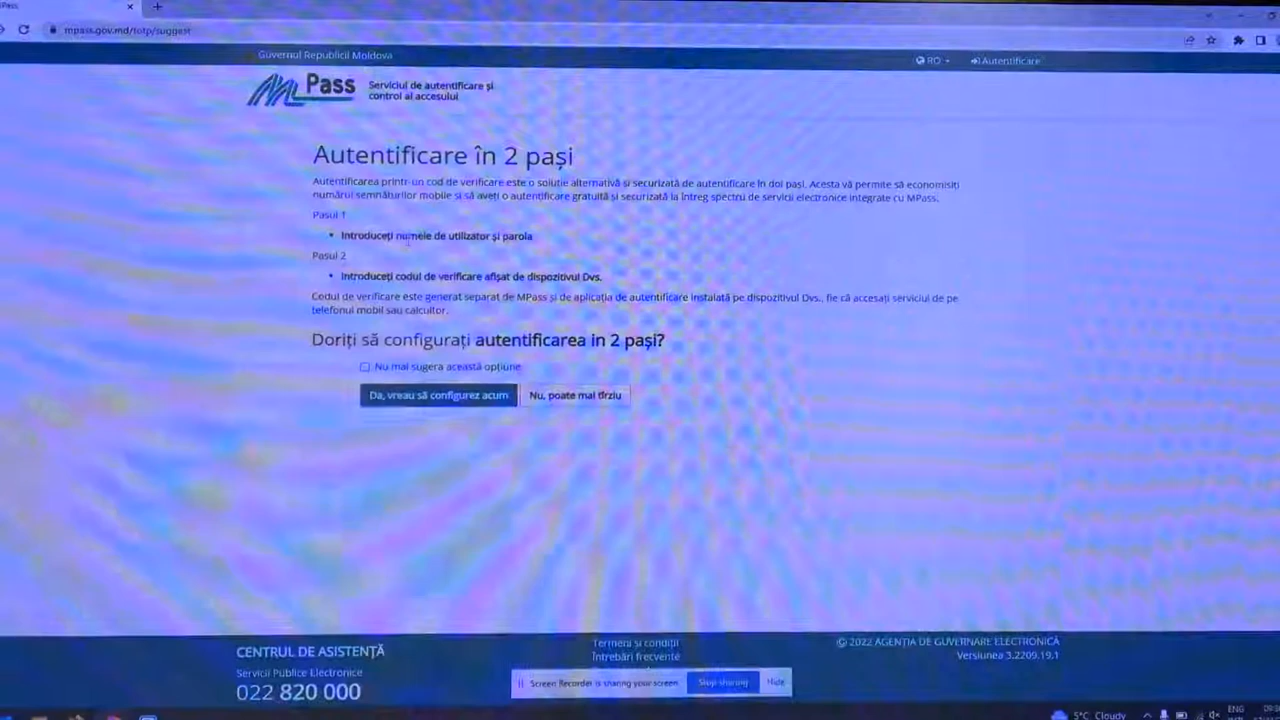 Pass
mpass.gov.md/totp/suggest
Guvernul Republicii Moldova
RO
Autentificare
Pass
Serviciul de autentificare și
control al accesului
Autentificare în 2 pași
Autentificarea printr-un cod de verificare este o soluție alternativă și securizată de autentificare în doi pași. Acesta vă permite să economisiți
numărul semnăturilor mobile și să aveți o autentificare gratuită și securizată la întreg spectru de servicii electronice integrate cu MPass.
Pasul 1
• Introduceți numele de utilizator și parola
Pasul 2
• Introduceți codul de verificare afișat de dispozitivul Dvs.
Codul de verificare este generat separat de MPass și de aplicația de autentificare instalată pe dispozitivul Dvs., fie că accesați serviciul de pe
telefonul mobil sau calcultor.
Doriți să configurați autentificarea in 2 pași?
Nu mai sugera această opțiune
Da, vreau să configurez acum
Nu, poate mai tîrziu
CENTRUL DE ASISTENȚĂ
Servicii Publice Electronice
022 820 000
Termeni și condiții
Întrebări frecvente
© 2022 AGENȚIA DE GUVERNARE ELECTRONICĂ
Versiunea 3.2209.19.1
Screen Recorder is sharing your screen.
Stop sharing
Hide
5°C Cloudy
ENG